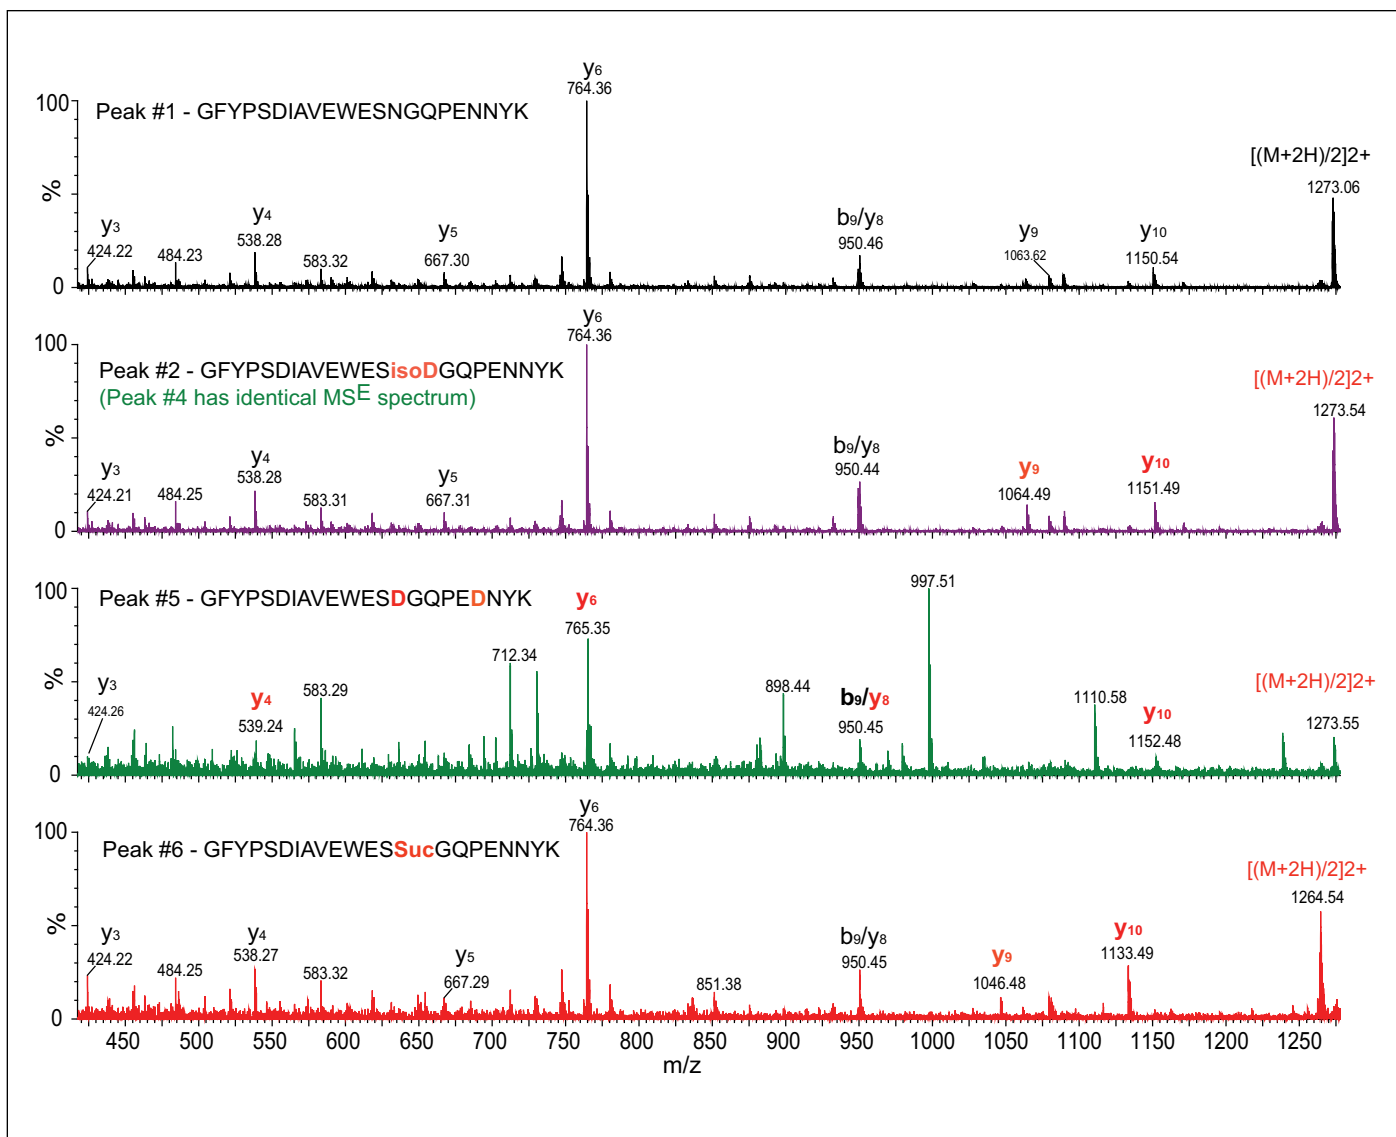 y6
764.36
100
Peak #1 - GFYPSDIAVEWESNGQPENNYK
[(M+2H)/2]2+
1273.06
%
y3
424.22
484.23
y4
538.28
583.32
y5
667.30
b9/y8
950.46
y9
1063.62
y10
1150.54
0
y6
764.36
100
Peak #2 - GFYPSDIAVEWESisoDGQPENNYK
(Peak #4 has identical MSE spectrum)
[(M+2H)/2]2+
1273.54
%
y3
424.21
484.25
y4
538.28
583.31
y5
667.31
b9/y8
950.44
y9
1064.49
y10
1151.49
0
100
Peak #5 - GFYPSDIAVEWESDGQPEDNYK
y6
765.35
997.51
712.34
%
y3
424.26
y4
539.24
583.29
898.44
b9/y8
950.45
1110.58
y10
1152.48
[(M+2H)/2]2+
1273.55
0
y6
764.36
100
Peak #6 - GFYPSDIAVEWESSucGQPENNYK
[(M+2H)/2]2+
1264.54
%
y3
424.22
484.25
y4
538.27
583.32
y5
667.29
851.38
b9/y8
950.45
y9
1046.48
y10
1133.49
0
450 500 550 600 650 700 750 800 850 900 950 1000 1050 1100 1150 1200 1250
m/z